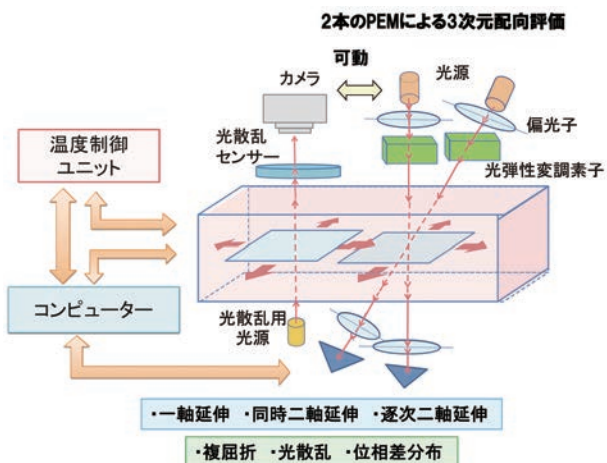 2本のPEMによる3次元配向評価
可動
カメラ
光源
偏光子
光散乱
センサー
光弾性変調素子
温度制御
ユニット
コンピューター
光散乱用
光源
・一軸延伸 ・同時二軸延伸 ・逐次二軸延伸
・複屈折 ・光散乱 ・位相差分布